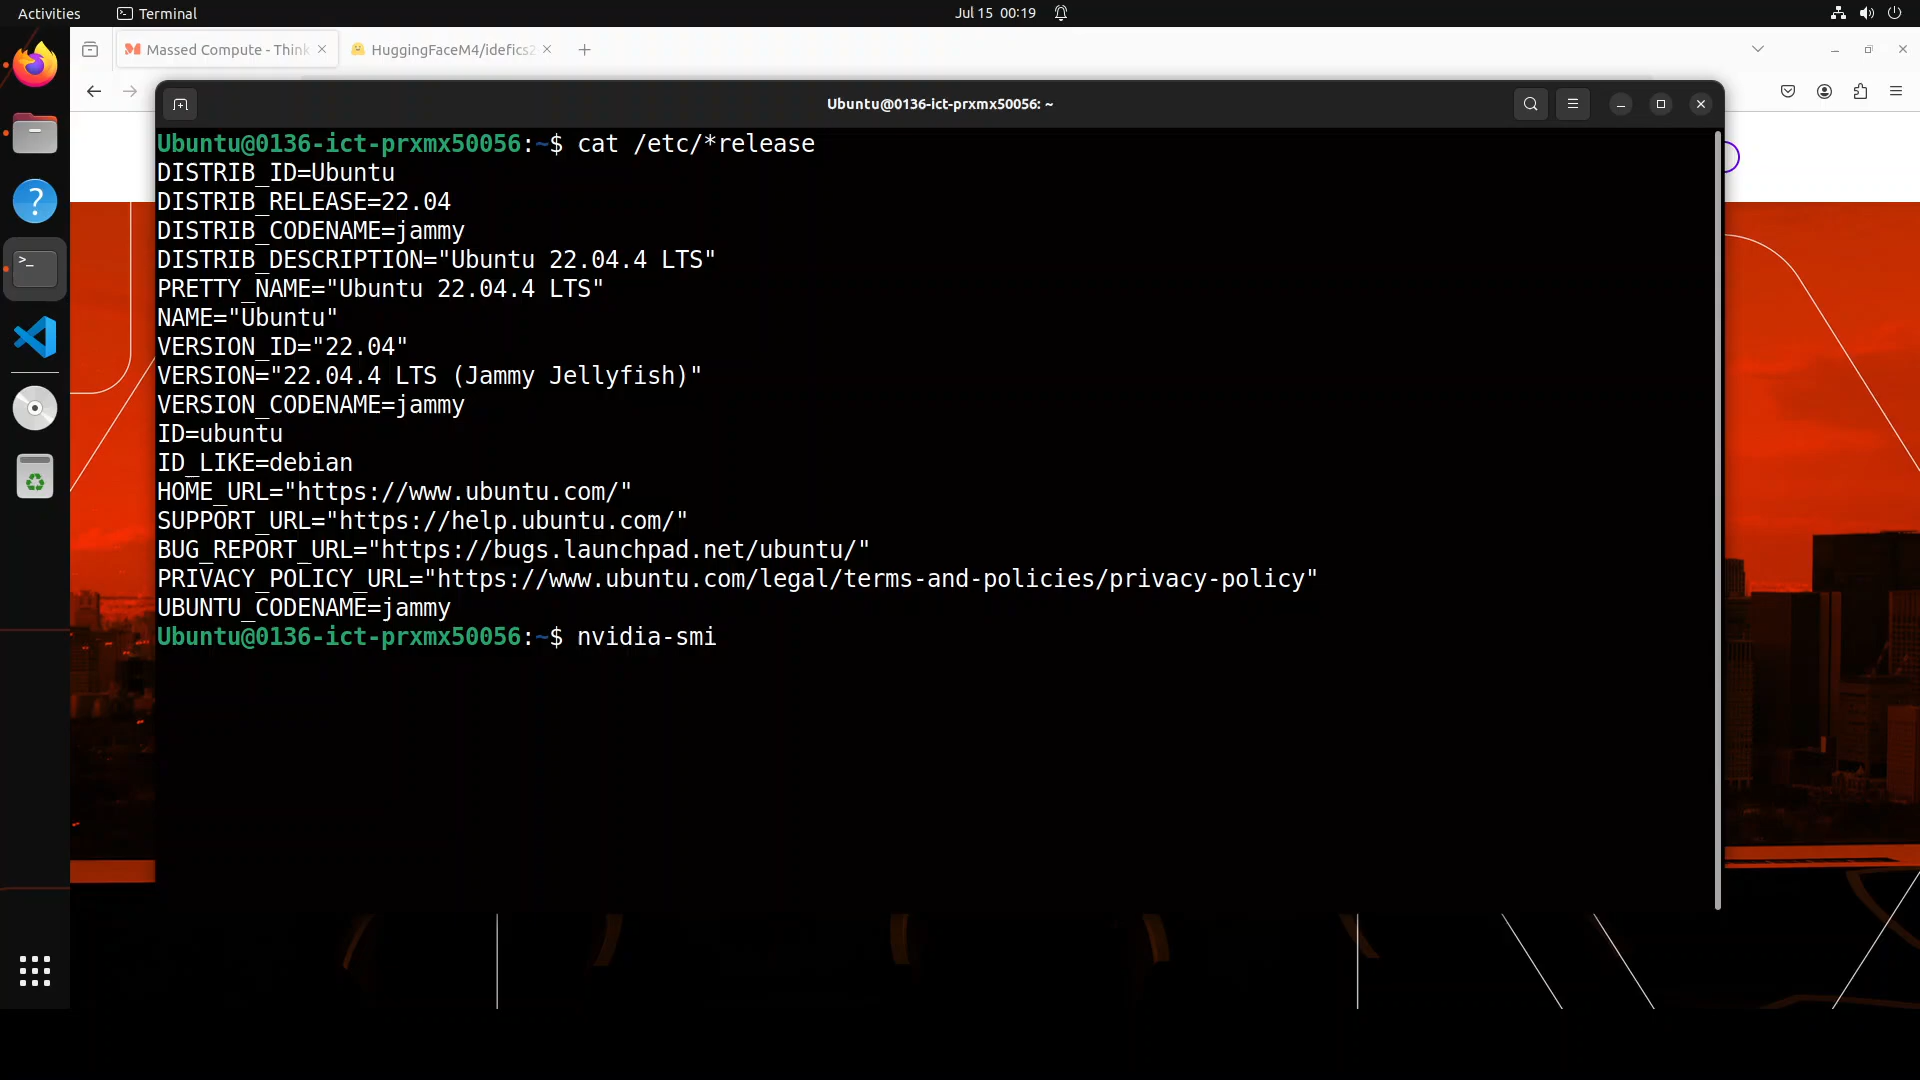 Activities
Terminal
Jul 15 00:19
Massed Compute - Think
HuggingFaceM4/idefics2
Ubuntu@0136-ict-prxmx50056: ~
Ubuntu@0136-ict-prxmx50056:~$ cat /etc/*release
DISTRIB_ID=Ubuntu
DISTRIB_RELEASE=22.04
DISTRIB_CODENAME=jammy
DISTRIB_DESCRIPTION="Ubuntu 22.04.4 LTS"
PRETTY_NAME="Ubuntu 22.04.4 LTS"
NAME="Ubuntu"
VERSION_ID="22.04"
VERSION="22.04.4 LTS (Jammy Jellyfish)"
VERSION_CODENAME=jammy
ID=ubuntu
ID_LIKE=debian
HOME_URL="https://www.ubuntu.com/"
SUPPORT_URL="https://help.ubuntu.com/"
BUG_REPORT_URL="https://bugs.launchpad.net/ubuntu/"
PRIVACY_POLICY_URL="https://www.ubuntu.com/legal/terms-and-policies/privacy-policy"
UBUNTU_CODENAME=jammy
Ubuntu@0136-ict-prxmx50056:~$ nvidia-smi